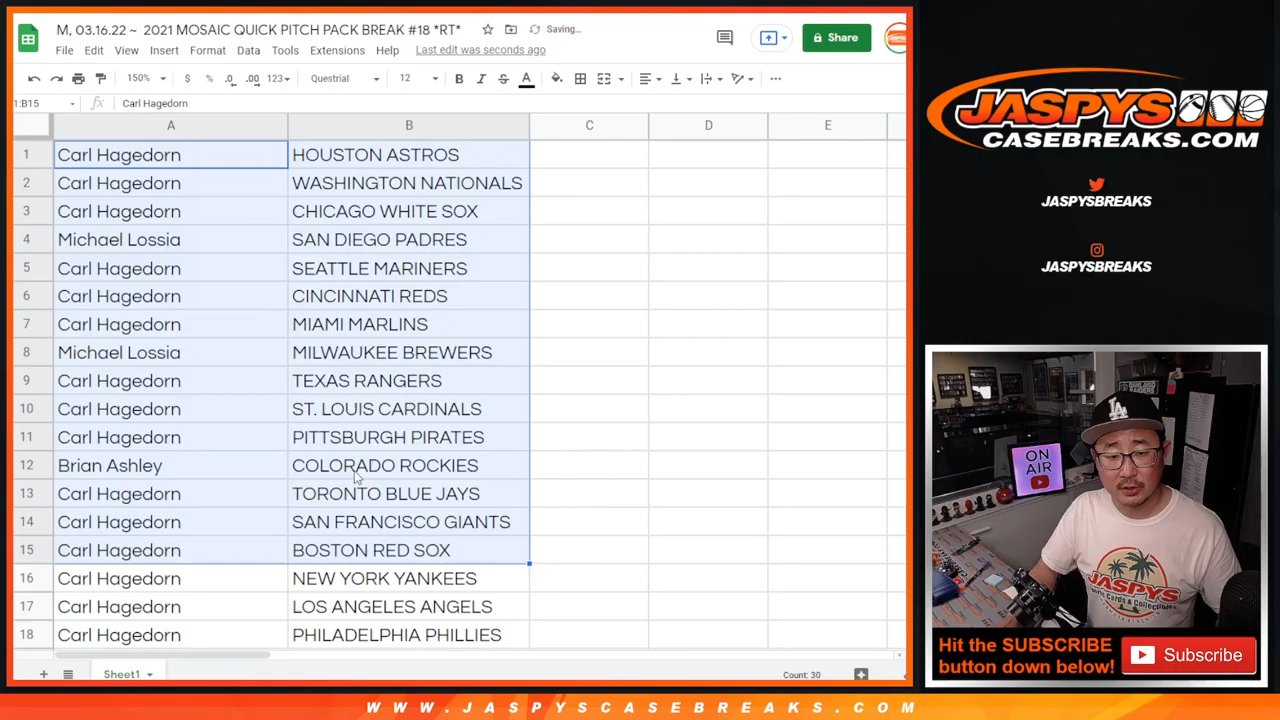 M, 03.16.22 ~ 2021 MOSAIC QUICK PITCH PACK BREAK #18 *RT*
Saving...
File Edit View Insert Format Data Tools Extensions Help Last edit was seconds ago
Share
150% $ % .0 .00 123 Questrial 12 B I S A
1:B15 fx Carl Hagedorn
A B C D E
1 Carl Hagedorn HOUSTON ASTROS
2 Carl Hagedorn WASHINGTON NATIONALS
3 Carl Hagedorn CHICAGO WHITE SOX
4 Michael Lossia SAN DIEGO PADRES
5 Carl Hagedorn SEATTLE MARINERS
6 Carl Hagedorn CINCINNATI REDS
7 Carl Hagedorn MIAMI MARLINS
8 Michael Lossia MILWAUKEE BREWERS
9 Carl Hagedorn TEXAS RANGERS
10 Carl Hagedorn ST. LOUIS CARDINALS
11 Carl Hagedorn PITTSBURGH PIRATES
12 Brian Ashley COLORADO ROCKIES
13 Carl Hagedorn TORONTO BLUE JAYS
14 Carl Hagedorn SAN FRANCISCO GIANTS
15 Carl Hagedorn BOSTON RED SOX
16 Carl Hagedorn NEW YORK YANKEES
17 Carl Hagedorn LOS ANGELES ANGELS
18 Carl Hagedorn PHILADELPHIA PHILLIES
Sheet1
Count: 30
JASPYS
CASEBREAKS.COM
JASPYSBREAKS
JASPYSBREAKS
ON
AIR
LA
JASPYS
Hit the SUBSCRIBE
button down below!
Subscribe
WWW.JASPYSCASEBREAKS.COM